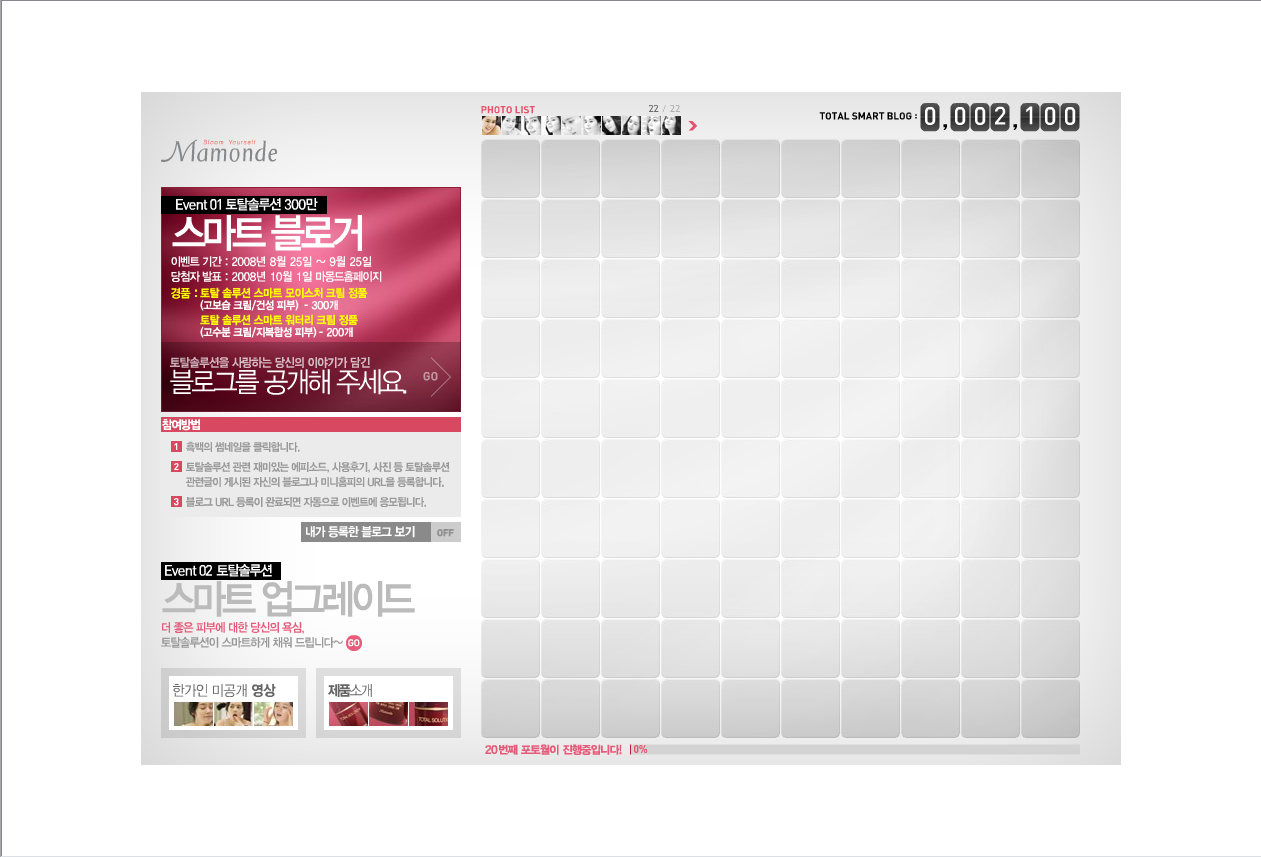 Bloom Yourself
Mamonde
Event 01 토탈솔루션 300만
스마트 블로거
이벤트 기간 : 2008년 8월 25일 ~ 9월 25일
당첨자 발표 : 2008년 10월 1일 마몽드홈페이지
경품 : 토탈 솔루션 스마트 모이스처 크림 정품
(고보습 크림/건성 피부) - 300개
토탈 솔루션 스마트 워터리 크림 정품
(고수분 크림/지복합성 피부) - 200개
토탈솔루션을 사랑하는 당신의 이야기가 담긴
블로그를 공개해 주세요.
GO
참여방법
1 흑백의 썸네일을 클릭합니다.
2 토탈솔루션 관련 재미있는 에피소드, 사용후기, 사진 등 토탈솔루션
관련글이 게시된 자신의 블로그나 미니홈피의 URL을 등록합니다.
3 블로그 URL 등록이 완료되면 자동으로 이벤트에 응모됩니다.
내가 등록한 블로그 보기 OFF
Event 02 토탈솔루션
스마트 업그레이드
더 좋은 피부에 대한 당신의 욕심,
토탈솔루션이 스마트하게 채워 드립니다~ GO
한가인 미공개 영상
제품소개
TOTAL SOLUTI
PHOTO LIST
22 / 22
TOTAL SMART BLOG : 0,002,100
20번째 포토월이 진행중입니다! 0%